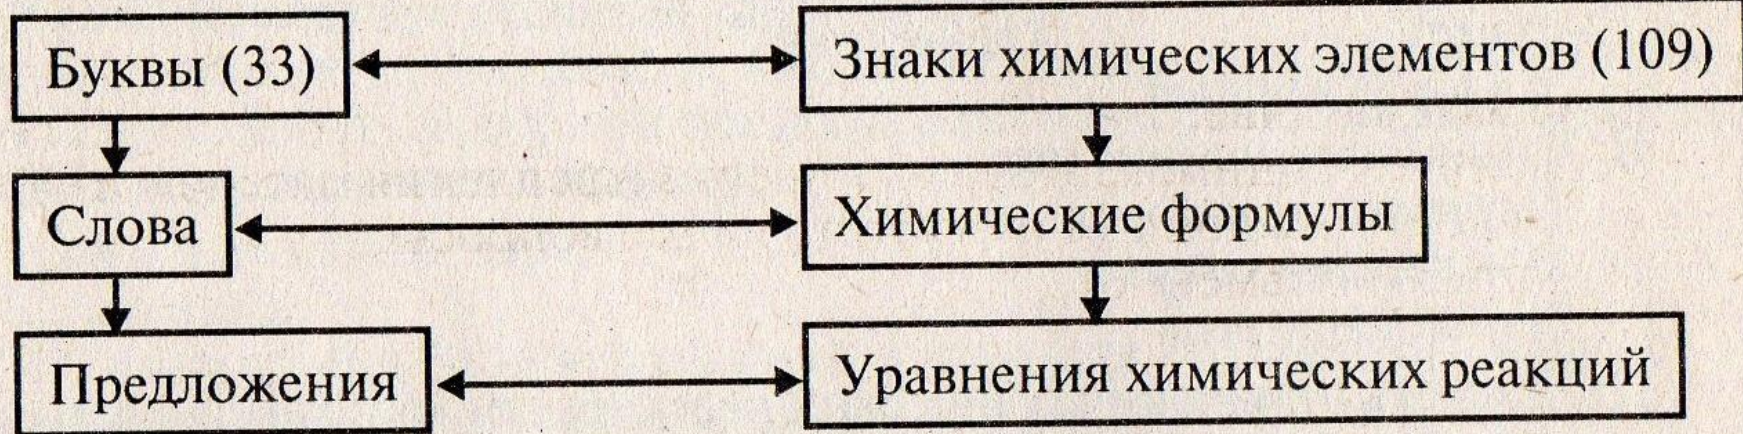 Буквы (33)
Знаки химических элементов (109)
Слова
Химические формулы
Предложения
Уравнения химических реакций